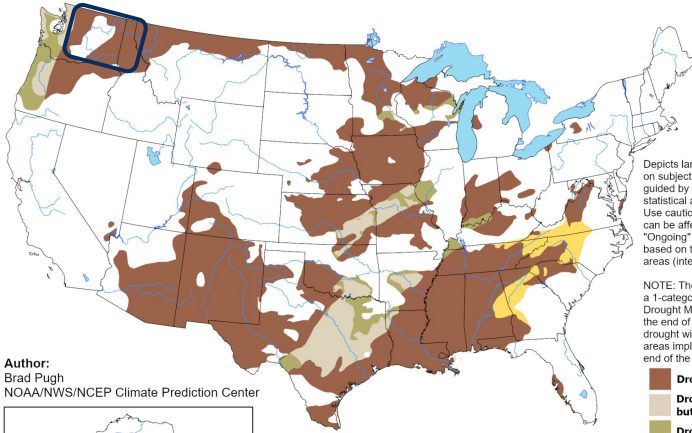 Depicts lar
on subject
guided by
statistical a
Use cautio
can be affe
"Ongoing"
based on t
areas (inte
NOTE: The
a 1-catego
Drought M
the end of
drought wi
areas impl
end of the
Author:
Brad Pugh
NOAA/NWS/NCEP Climate Prediction Center
Dro
Dro
but
Dro